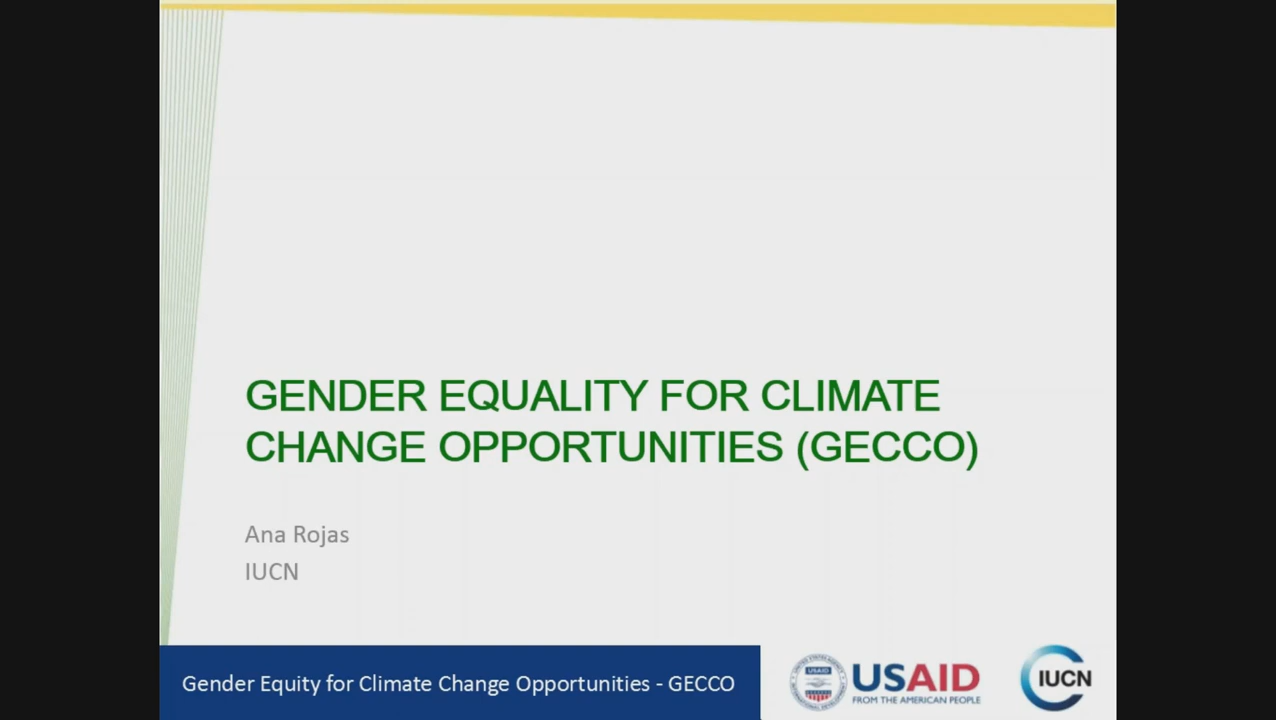 GENDER EQUALITY FOR CLIMATE
CHANGE OPPORTUNITIES (GECCO)
Ana Rojas
IUCN
Gender Equity for Climate Change Opportunities - GECCO
USAID
USAID
FROM THE AMERICAN PEOPLE
IUCN